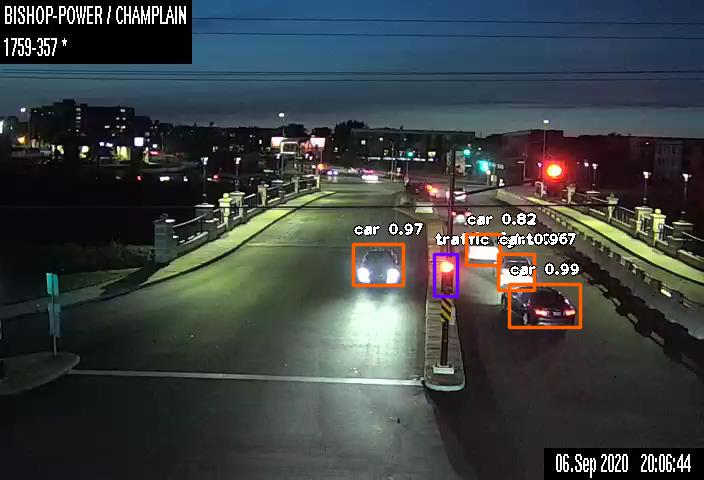 BISHOP-POWER / CHAMPLAIN
1759-357 *
car 0.82
car 0.97
car 0.99
06.Sep 2020 20:06:44